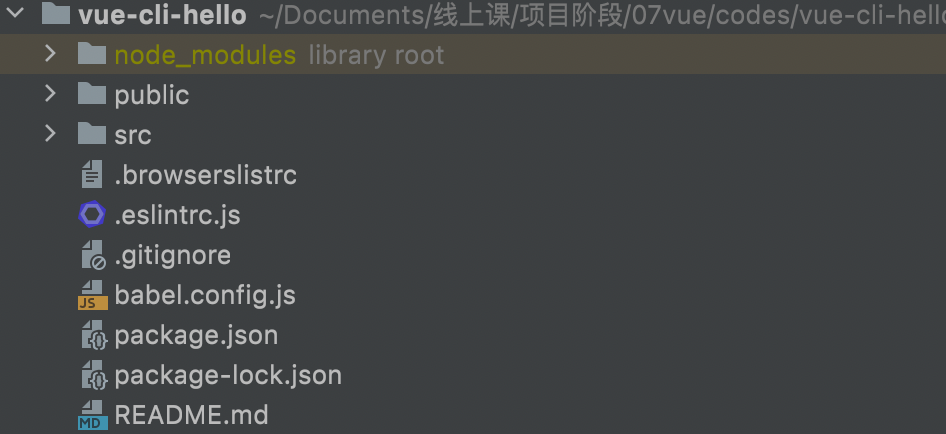 vue-cli-hello ~/Documents/线上课/项目阶段/07vue/codes/vue-cli-hello
node_modules library root
public
src
.browserslistrc
.eslintrc.js
.gitignore
JS babel.config.js
package.json
package-lock.json
MD README.md